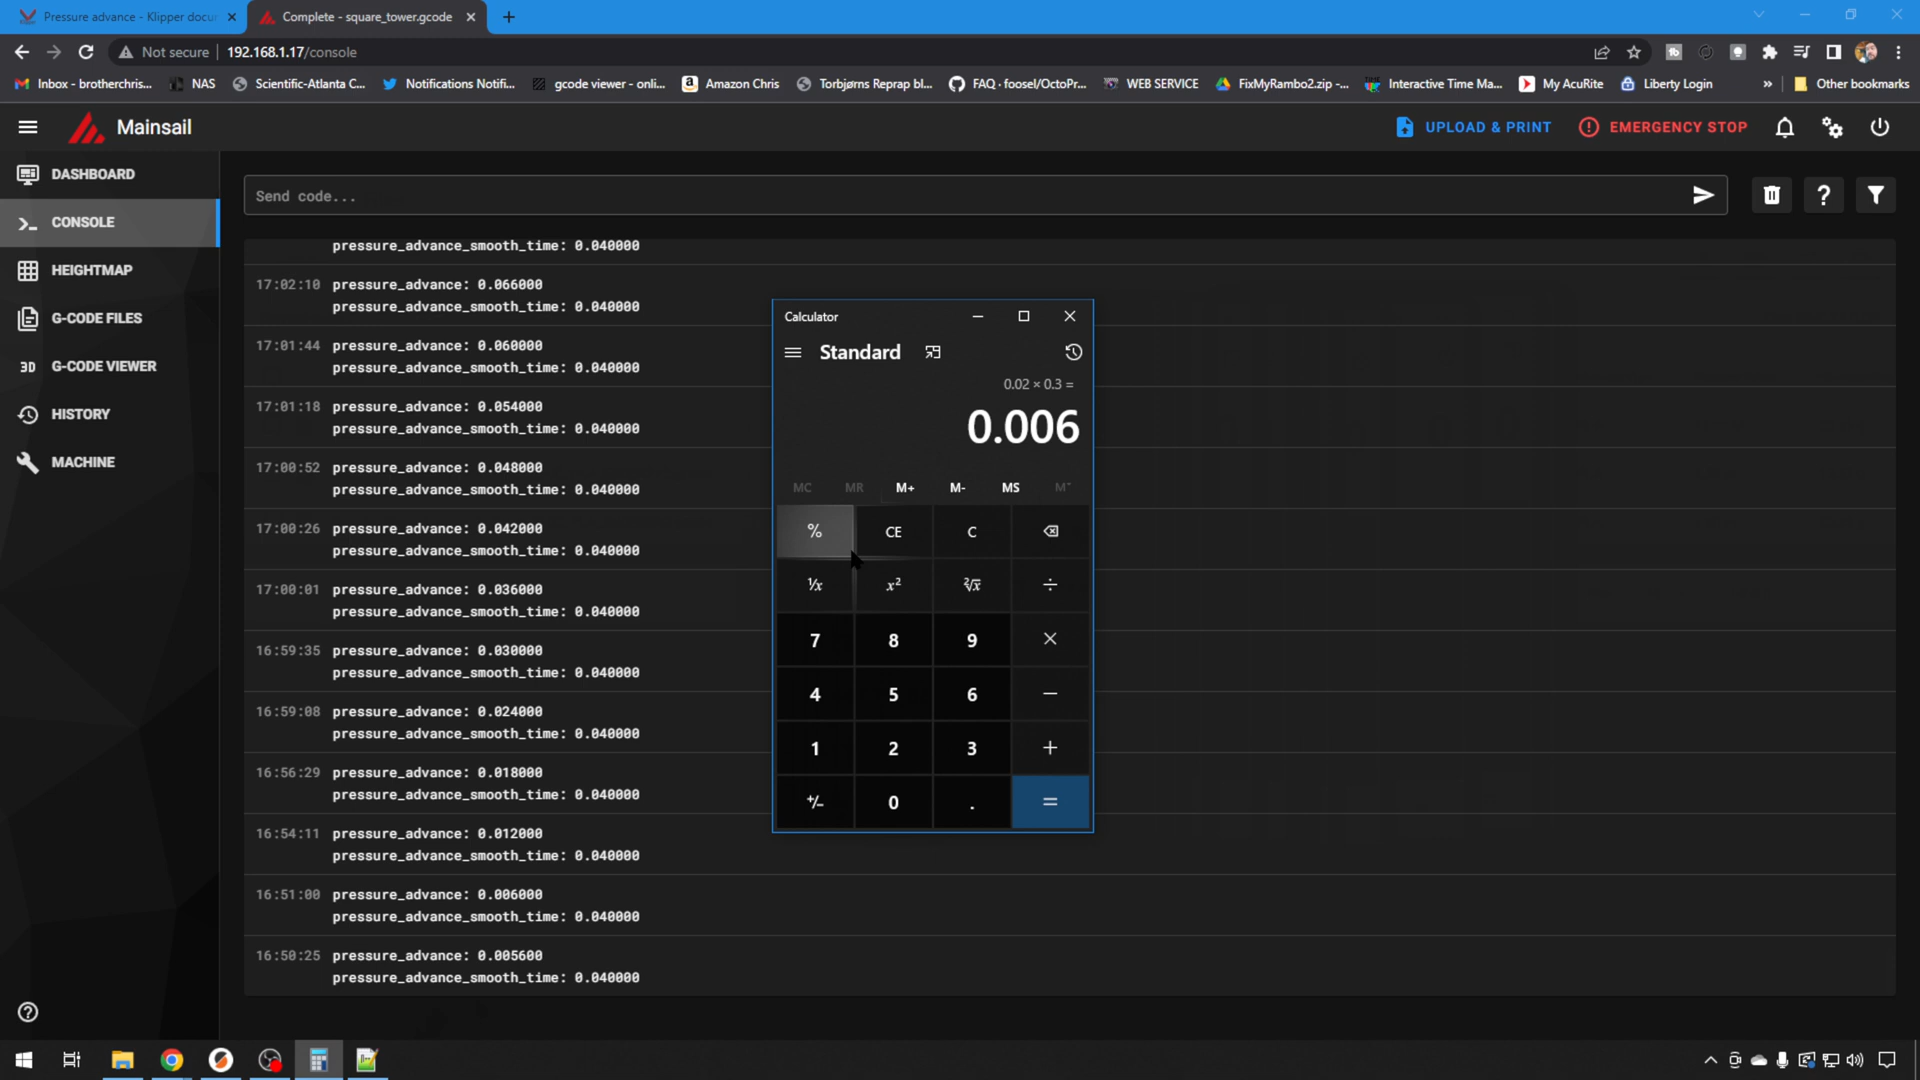 Pressure advance - Klipper docu
Complete - square_tower.gcode
Not secure
192.168.1.17/console
Inbox - brotherchris...
NAS
Scientific-Atlanta C...
Notifications Notifi...
gcode viewer - onli...
Amazon Chris
Torbjørns Reprap bl...
FAQ · foosel/OctoPr...
WEB SERVICE
FixMyRambo2.zip -...
Interactive Time Ma...
My AcuRite
Liberty Login
»
Other bookmarks
Mainsail
UPLOAD & PRINT
EMERGENCY STOP
DASHBOARD
CONSOLE
HEIGHTMAP
G-CODE FILES
3D G-CODE VIEWER
HISTORY
MACHINE
Send code...
?
pressure_advance_smooth_time: 0.040000
17:02:10 pressure_advance: 0.066000
pressure_advance_smooth_time: 0.040000
17:01:44 pressure_advance: 0.060000
pressure_advance_smooth_time: 0.040000
17:01:18 pressure_advance: 0.054000
pressure_advance_smooth_time: 0.040000
17:00:52 pressure_advance: 0.048000
pressure_advance_smooth_time: 0.040000
17:00:26 pressure_advance: 0.042000
pressure_advance_smooth_time: 0.040000
17:00:01 pressure_advance: 0.036000
pressure_advance_smooth_time: 0.040000
16:59:35 pressure_advance: 0.030000
pressure_advance_smooth_time: 0.040000
16:59:08 pressure_advance: 0.024000
pressure_advance_smooth_time: 0.040000
16:56:29 pressure_advance: 0.018000
pressure_advance_smooth_time: 0.040000
16:54:11 pressure_advance: 0.012000
pressure_advance_smooth_time: 0.040000
16:51:00 pressure_advance: 0.006000
pressure_advance_smooth_time: 0.040000
16:50:25 pressure_advance: 0.005600
pressure_advance_smooth_time: 0.040000
Calculator
Standard
0.02 × 0.3 =
0.006
MC MR M+ M- MS M˅
% CE C
¹/x x² ²√x ÷
7 8 9 ×
4 5 6 −
1 2 3 +
+/- 0 . =